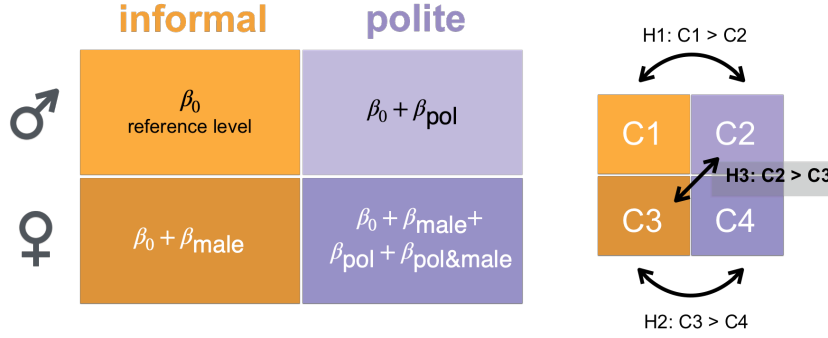 informal polite
H1: C1 > C2
β0
reference level
β0 + βpol
C1 C2
H3: C2 > C3
β0 + βmale
β0 + βmale+
βpol + βpol&male
C3 C4
H2: C3 > C4